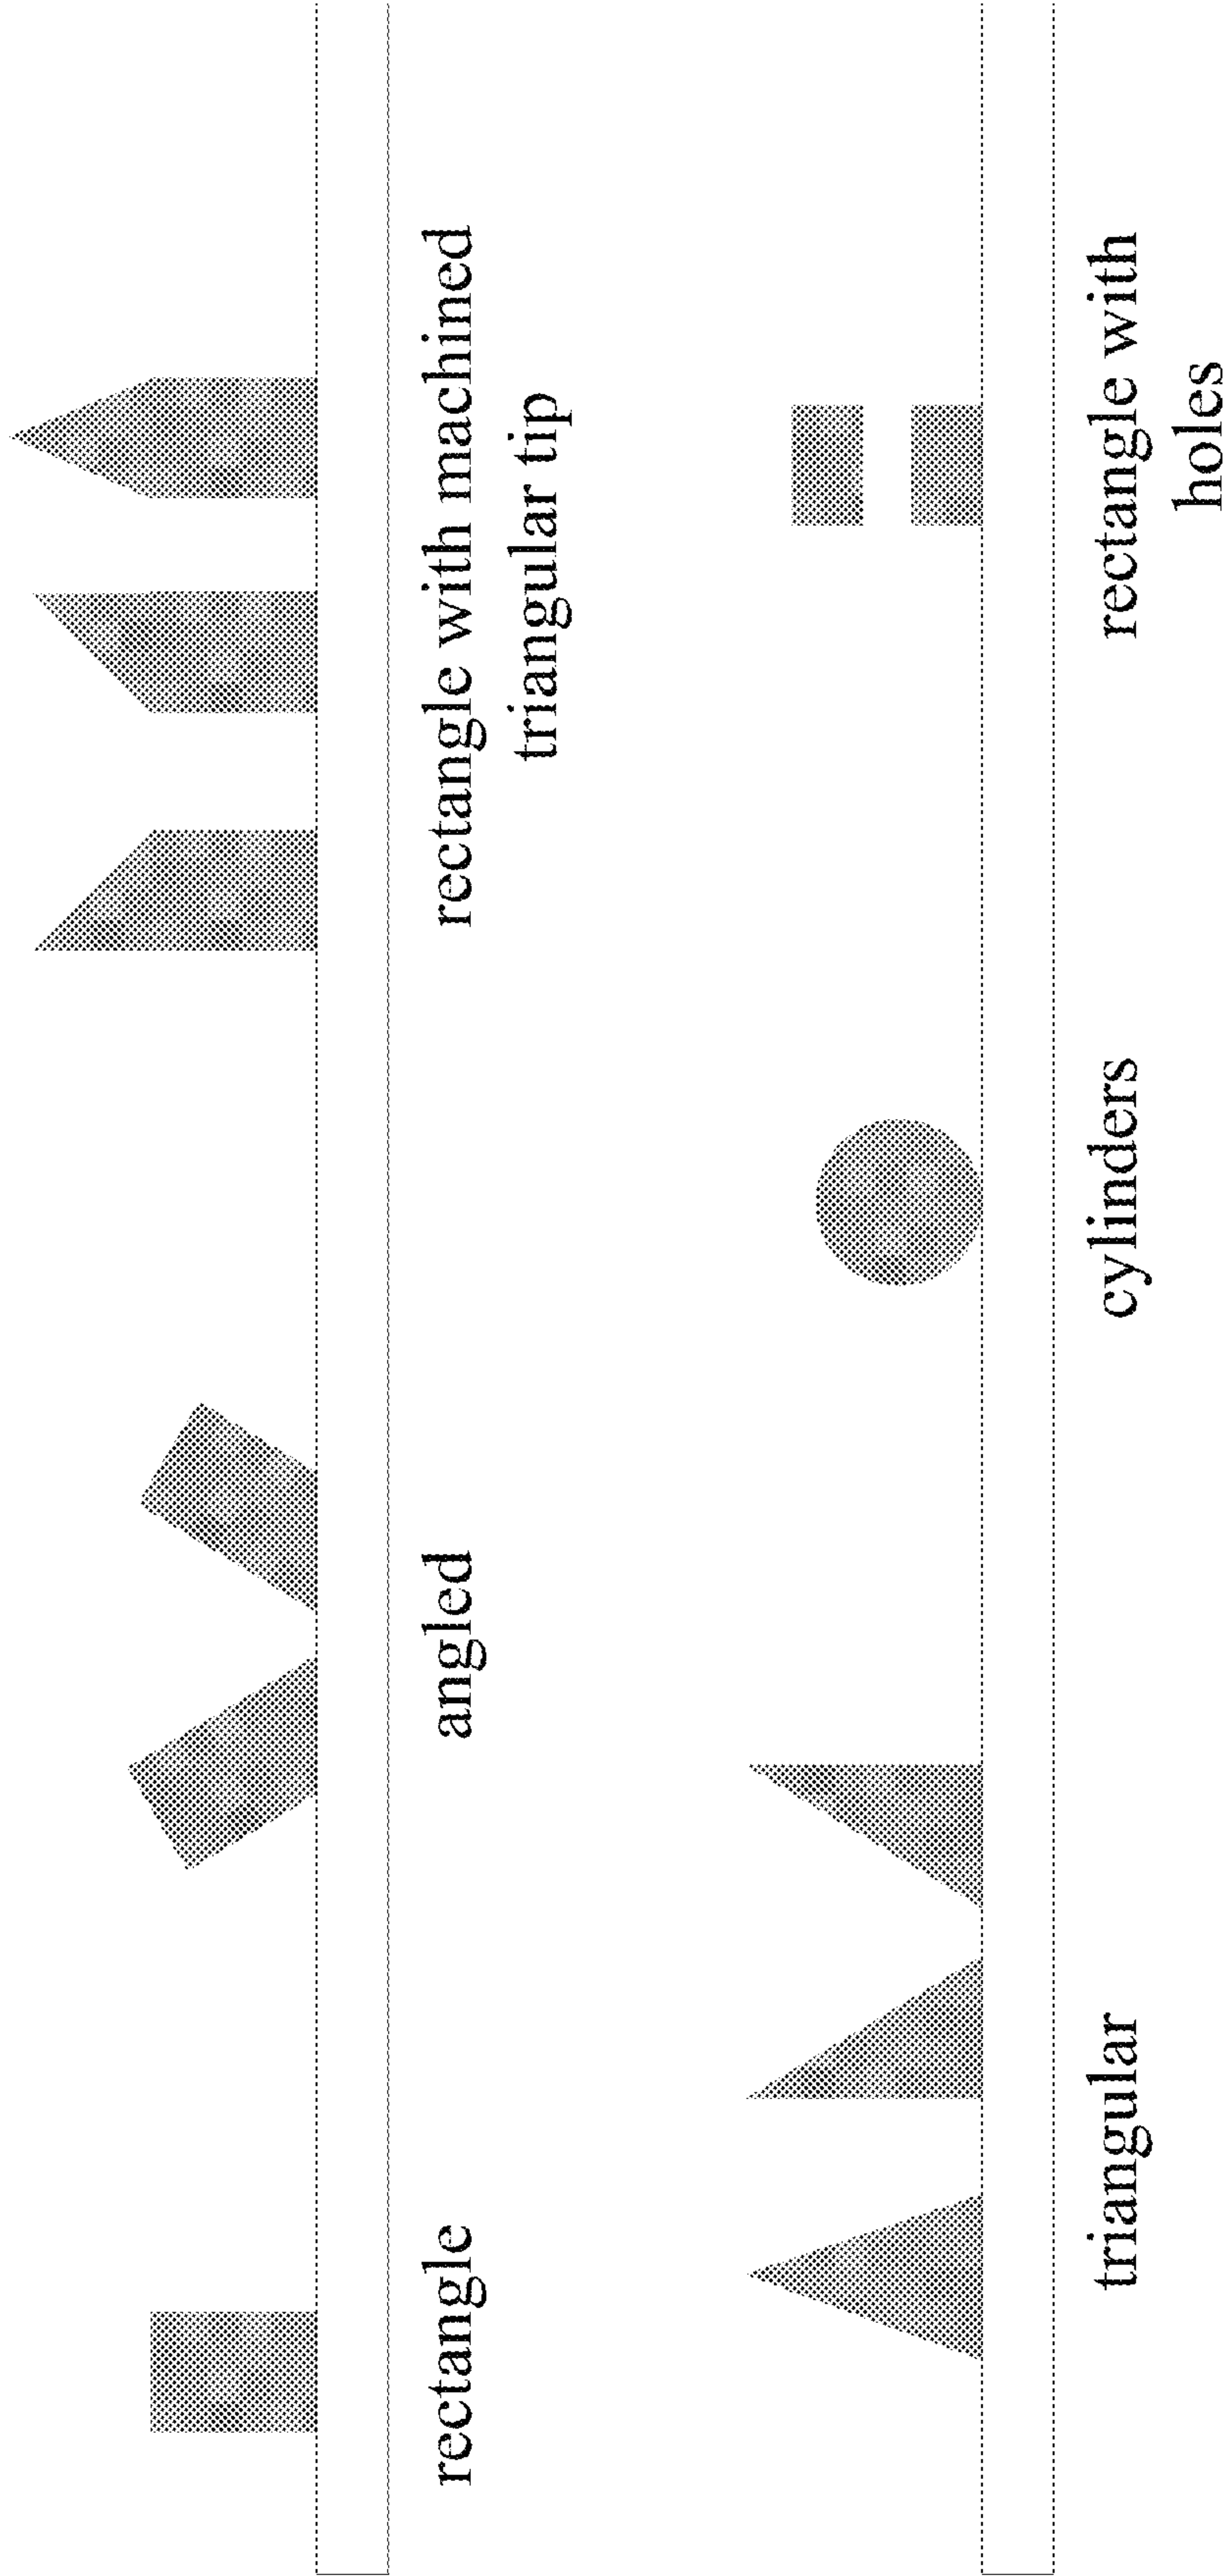 rectangle
angled
rectangle with machined
triangular tip
triangular
cylinders
rectangle with
holes